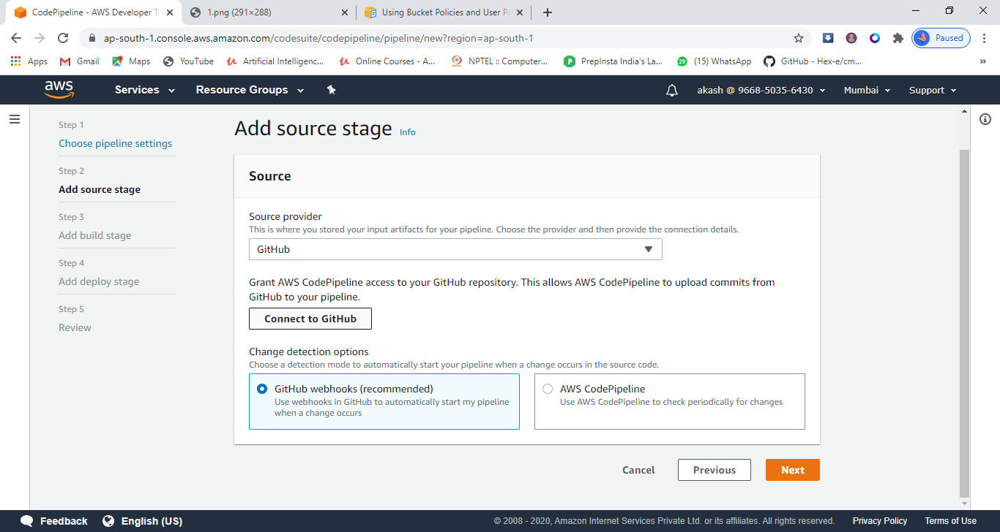 CodePipeline - AWS Developer To
1.png (291×288)
Using Bucket Policies and User Po
ap-south-1.console.aws.amazon.com/codesuite/codepipeline/pipeline/new?region=ap-south-1
Paused
Apps
Gmail
Maps
YouTube
Artificial Intelligenc...
Online Courses - A...
NPTEL :: Computer...
PrepInsta India's La...
(15) WhatsApp
GitHub - Hex-e/cm...
»
aws
Services
Resource Groups
akash @ 9668-5035-6430
Mumbai
Support
Step 1
Choose pipeline settings
Step 2
Add source stage
Step 3
Add build stage
Step 4
Add deploy stage
Step 5
Review
Add source stage Info
Source
Source provider
This is where you stored your input artifacts for your pipeline. Choose the provider and then provide the connection details.
GitHub
Grant AWS CodePipeline access to your GitHub repository. This allows AWS CodePipeline to upload commits from
GitHub to your pipeline.
Connect to GitHub
Change detection options
Choose a detection mode to automatically start your pipeline when a change occurs in the source code.
GitHub webhooks (recommended)
Use webhooks in GitHub to automatically start my pipeline
when a change occurs
AWS CodePipeline
Use AWS CodePipeline to check periodically for changes
Cancel
Previous
Next
Feedback
English (US)
© 2008 - 2020, Amazon Internet Services Private Ltd. or its affiliates. All rights reserved.
Privacy Policy
Terms of Use